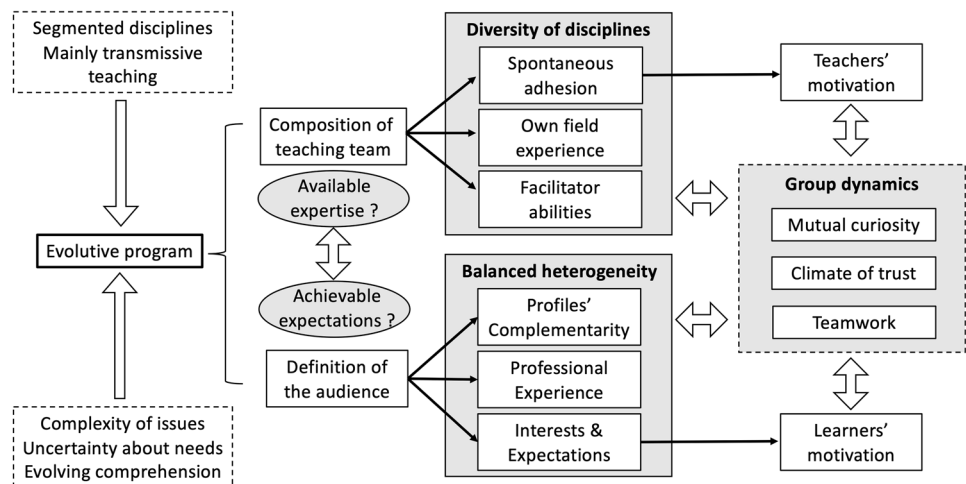 Segmented disciplines
Mainly transmissive
teaching
Evolutive program
Complexity of issues
Uncertainty about needs
Evolving comprehension
Composition of
teaching team
Available
expertise ?
Achievable
expectations ?
Definition of
the audience
Diversity of disciplines
Spontaneous
adhesion
Own field
experience
Facilitator
abilities
Balanced heterogeneity
Profiles’
Complementarity
Professional
Experience
Interests &
Expectations
Teachers’
motivation
Group dynamics
Mutual curiosity
Climate of trust
Teamwork
Learners’
motivation